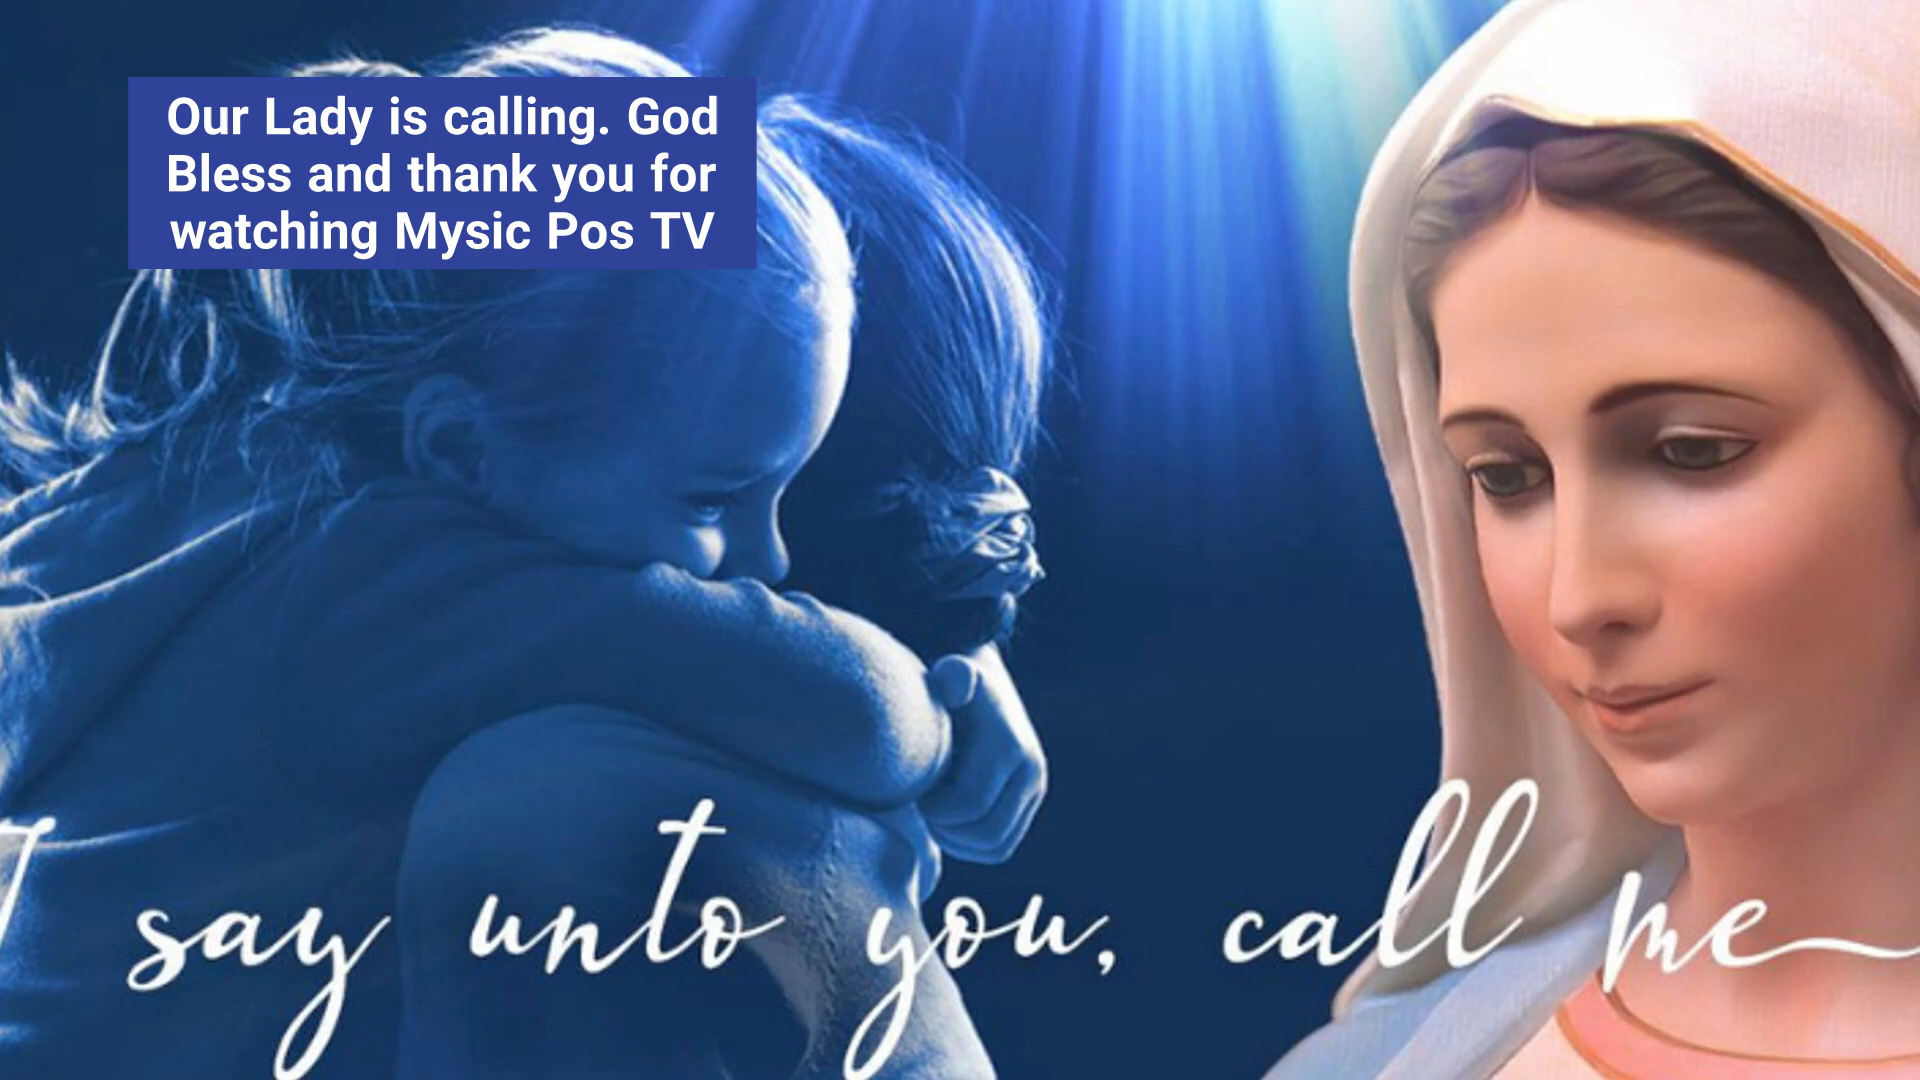 Our Lady is calling. God
Bless and thank you for
watching Mysic Pos TV
I say unto you, call me